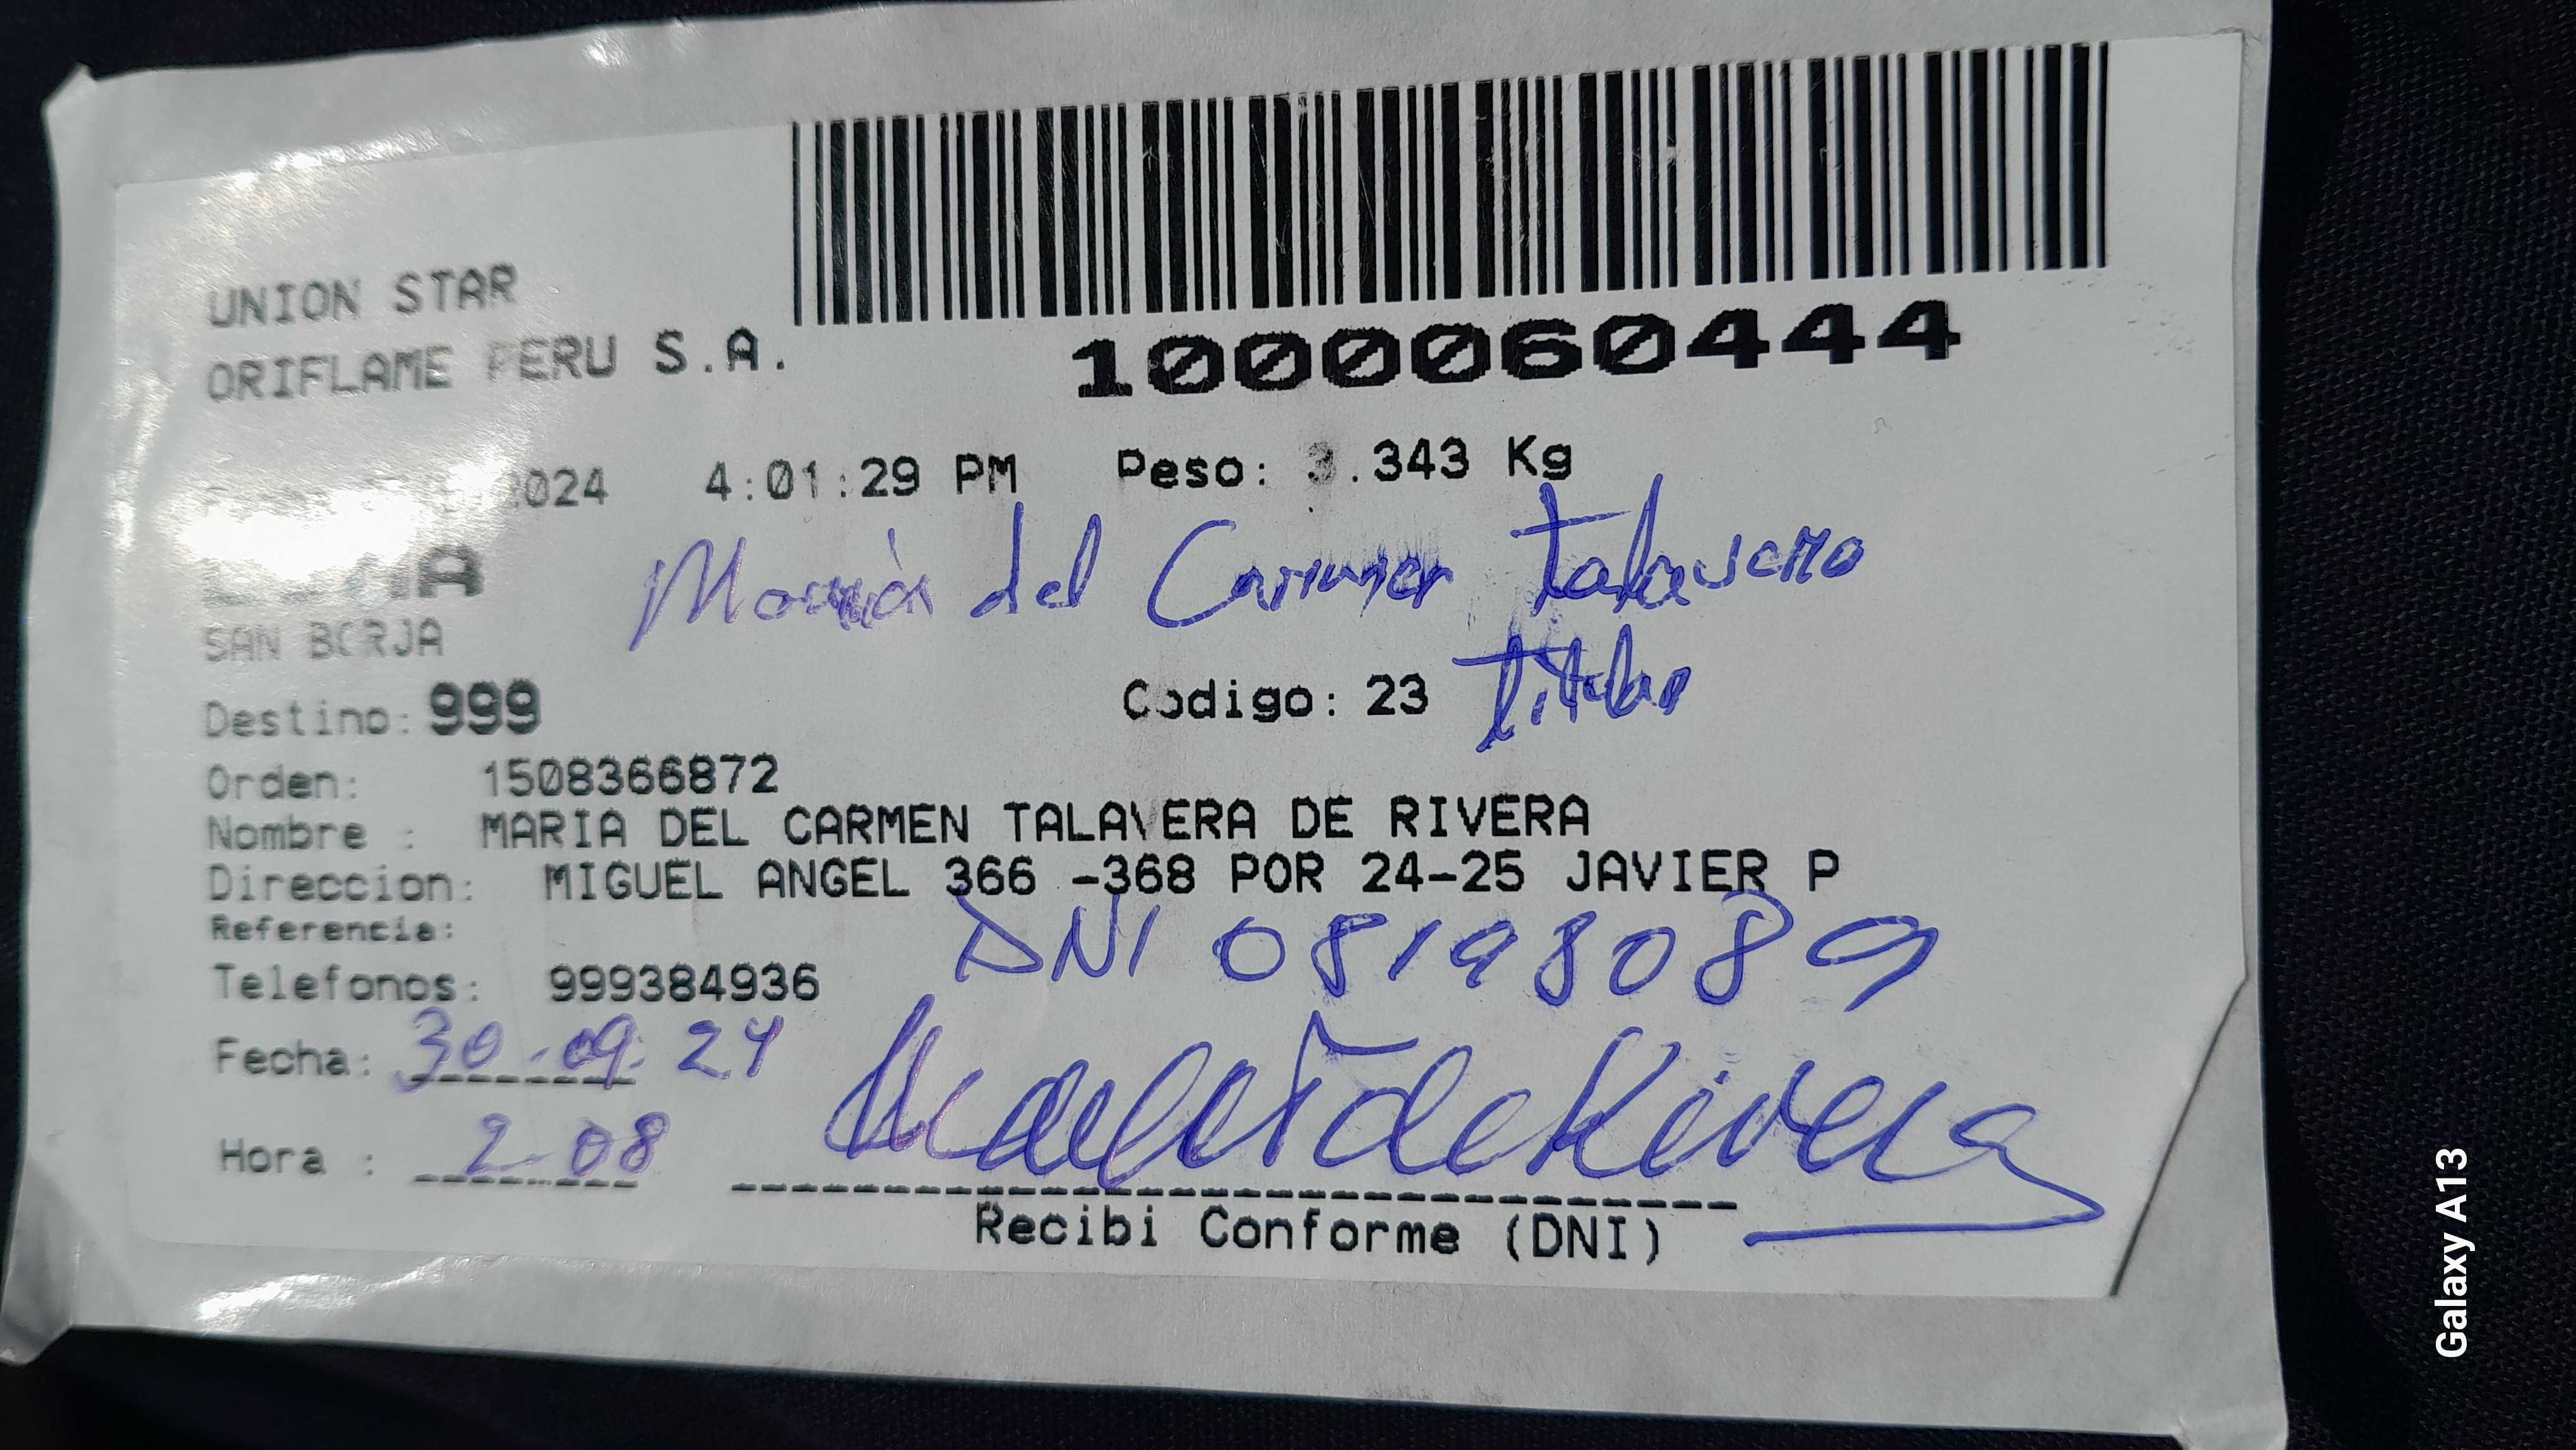 UNION STAR
ORIFLAME PERU S.A.
1000060444
2024 4:01:29 PM Peso: 3.343 Kg
María del Carmen Talavera
SAN BORJA
Titular
Destino: 999 Codigo: 23
Orden: 1508366872
Nombre : MARIA DEL CARMEN TALAVERA DE RIVERA
Direccion: MIGUEL ANGEL 366 -368 POR 24-25 JAVIER P
Referencia:
DNI 08198089
Telefonos: 999384936
Fecha: 30-09-24
Hora : 2-08
de Rivera
Recibi Conforme (DNI)
Galaxy A13